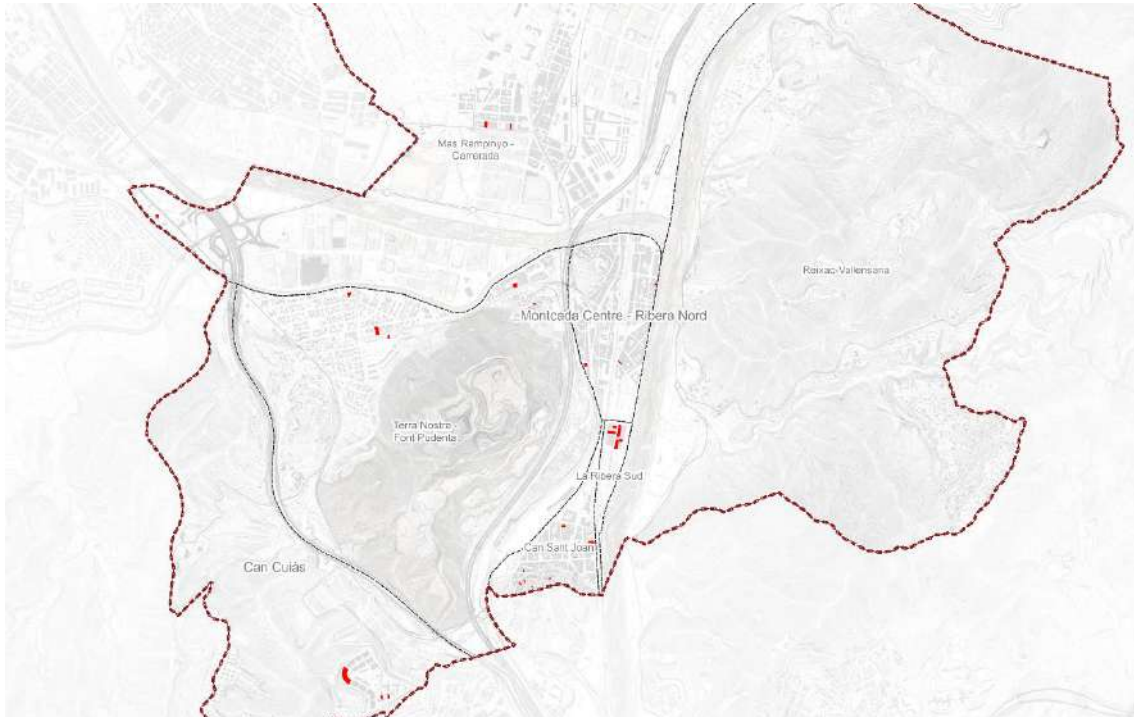 Mas Rampinyo -
Carrerada
Reixac-Vallensana
Montcada Centre - Ribera Nord
Terra Nostra
Font Pudenta
La Ribera Sud
Can Sant Joan
Can Cuiàs